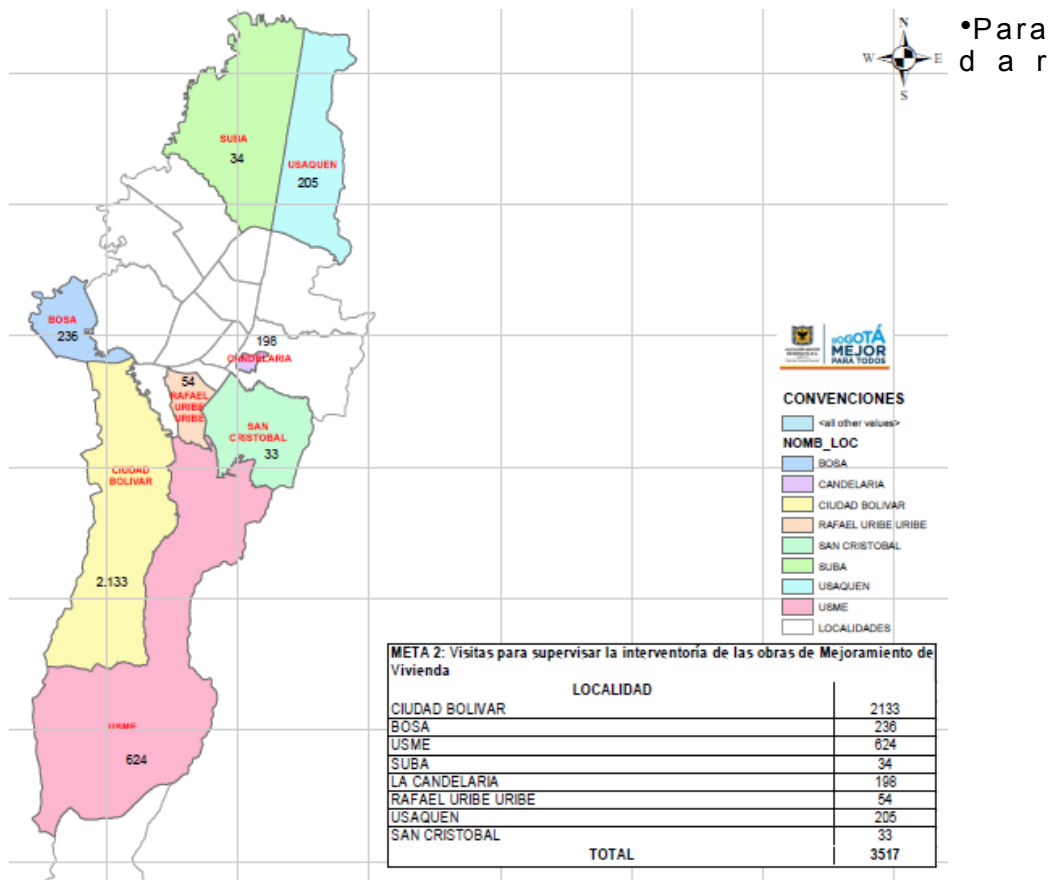 N
W E
S
•Para
dar
SUBA
34
USAQUEN
205
BOSA
236
198
CANDELARIA
54
RAFAEL
URIBE
URIBE
SAN
CRISTOBAL
33
CIUDAD
BOLIVAR
2.133
USME
624
BOGOTÁ
MEJOR
PARA TODOS
CONVENCIONES
<all other values>
NOMB_LOC
BOSA
CANDELARIA
CIUDAD BOLIVAR
RAFAEL URIBE URIBE
SAN CRISTOBAL
SUBA
USAQUEN
USME
LOCALIDADES
META 2: Visitas para supervisar la interventoría de las obras de Mejoramiento de
Vivienda
LOCALIDAD
CIUDAD BOLIVAR 2133
BOSA 236
USME 624
SUBA 34
LA CANDELARIA 198
RAFAEL URIBE URIBE 54
USAQUEN 205
SAN CRISTOBAL 33
TOTAL 3517